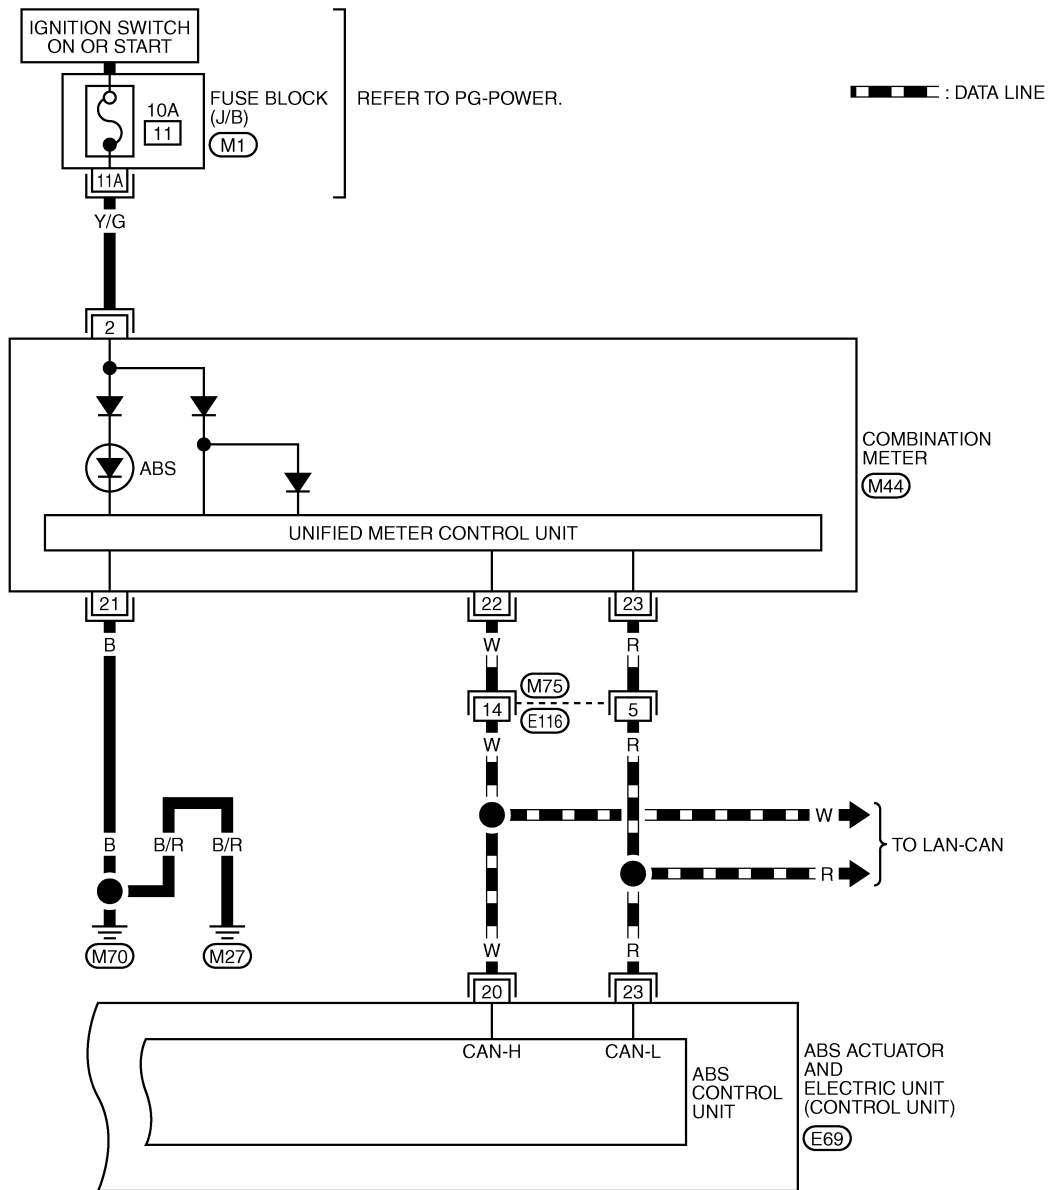 IGNITION SWITCH
ON OR START
10A
11
FUSE BLOCK
(J/B)
M1
REFER TO PG-POWER.
: DATA LINE
11A
Y/G
2
ABS
COMBINATION
METER
M44
UNIFIED METER CONTROL UNIT
21
22
23
B
W
R
M75
14
5
E116
W
R
W
B
B/R
B/R
TO LAN-CAN
R
M70
M27
W
R
20
23
CAN-H
CAN-L
ABS
CONTROL
UNIT
ABS ACTUATOR
AND
ELECTRIC UNIT
(CONTROL UNIT)
E69